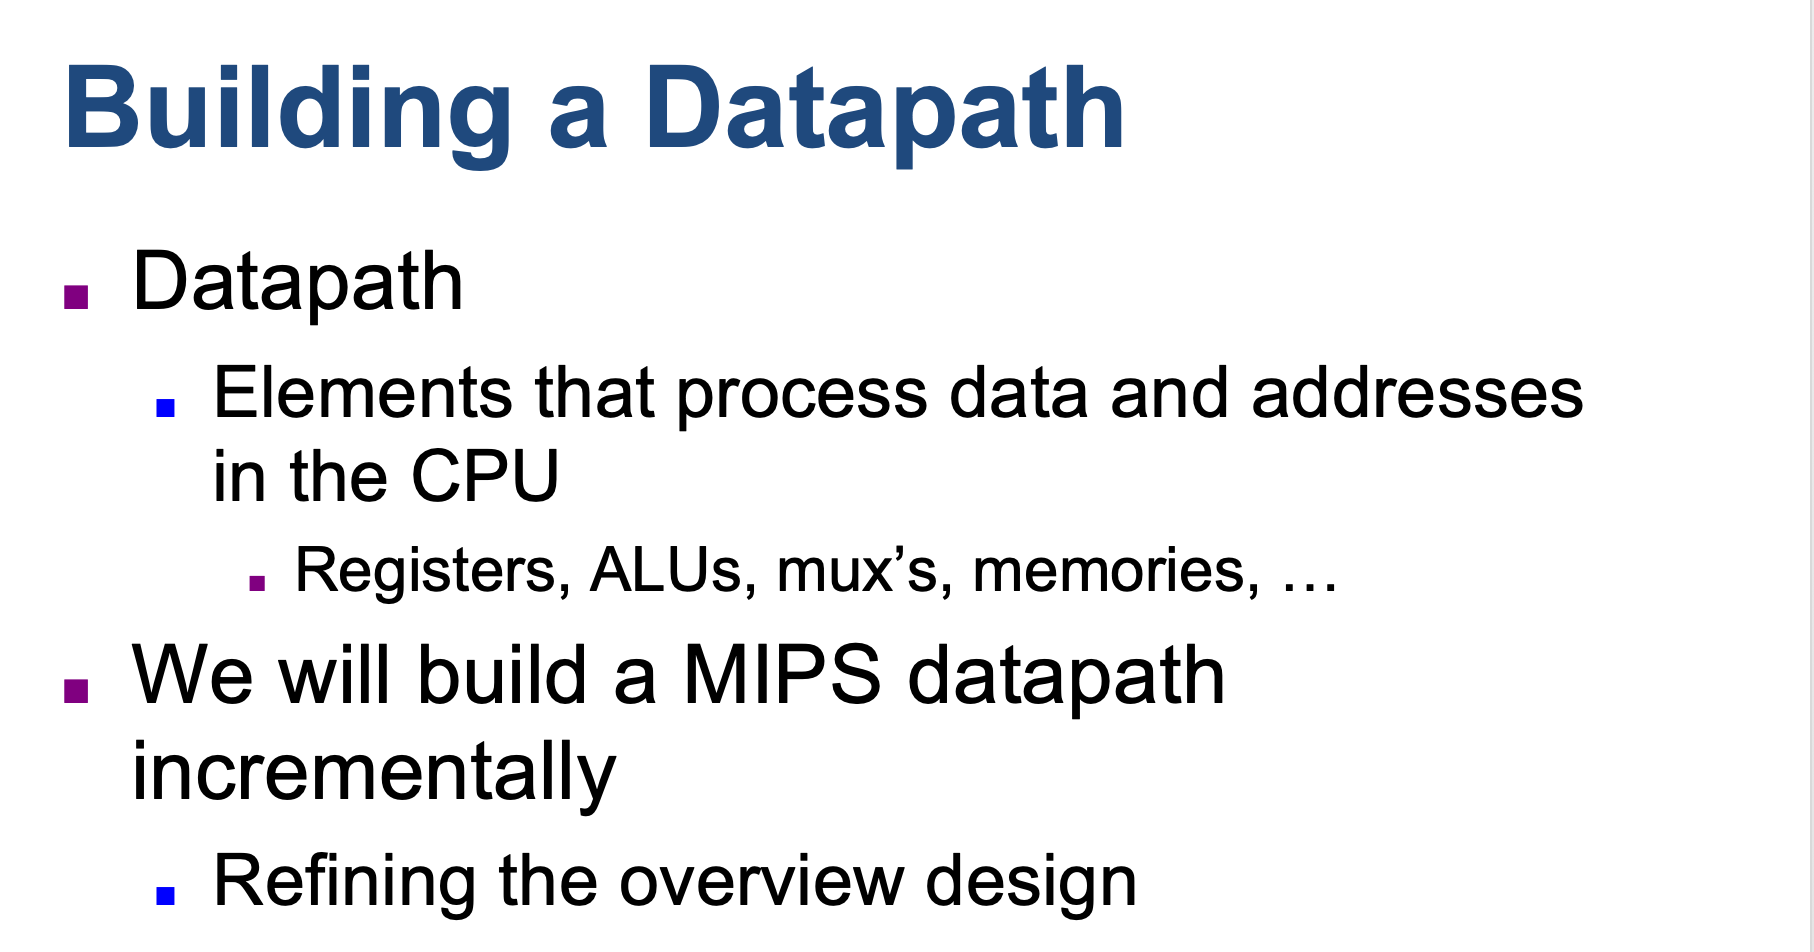 Building a Datapath
Datapath
Elements that process data and addresses
in the CPU
Registers, ALUs, mux’s, memories, …
We will build a MIPS datapath
incrementally
Refining the overview design